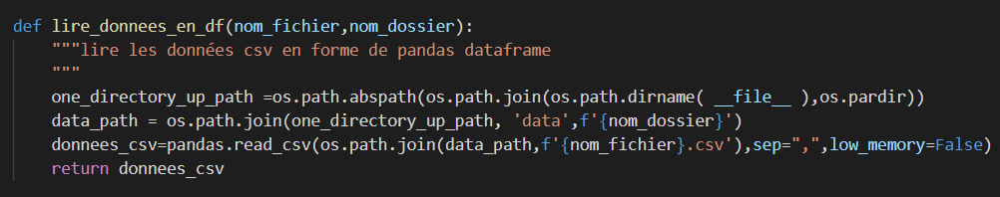 def lire_donnees_en_df(nom_fichier,nom_dossier):
    """lire les données csv en forme de pandas dataframe
    """
    one_directory_up_path =os.path.abspath(os.path.join(os.path.dirname( __file__ ),os.pardir))
    data_path = os.path.join(one_directory_up_path, 'data',f'{nom_dossier}')
    donnees_csv=pandas.read_csv(os.path.join(data_path,f'{nom_fichier}.csv'),sep=",",low_memory=False)
    return donnees_csv